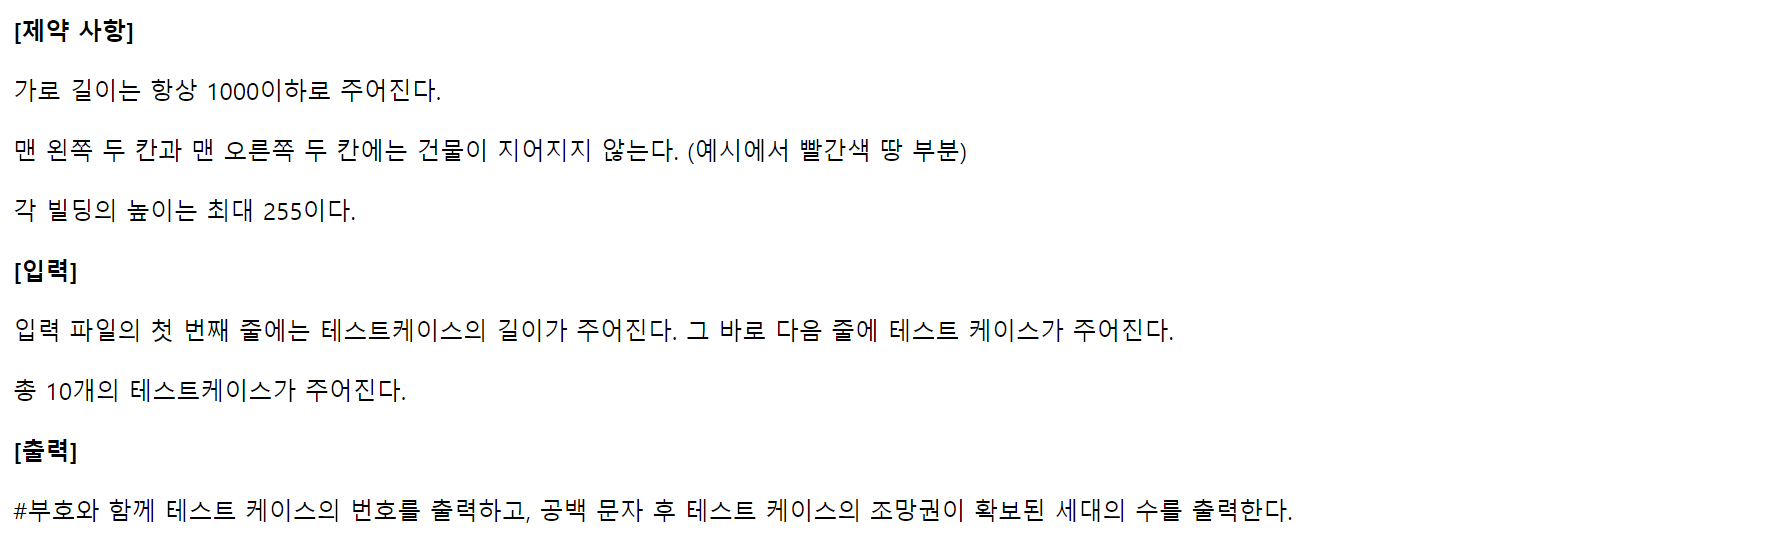 [제약 사항]
가로 길이는 항상 1000이하로 주어진다.
맨 왼쪽 두 칸과 맨 오른쪽 두 칸에는 건물이 지어지지 않는다. (예시에서 빨간색 땅 부분)
각 빌딩의 높이는 최대 255이다.
[입력]
입력 파일의 첫 번째 줄에는 테스트케이스의 길이가 주어진다. 그 바로 다음 줄에 테스트 케이스가 주어진다.
총 10개의 테스트케이스가 주어진다.
[출력]
#부호와 함께 테스트 케이스의 번호를 출력하고, 공백 문자 후 테스트 케이스의 조망권이 확보된 세대의 수를 출력한다.